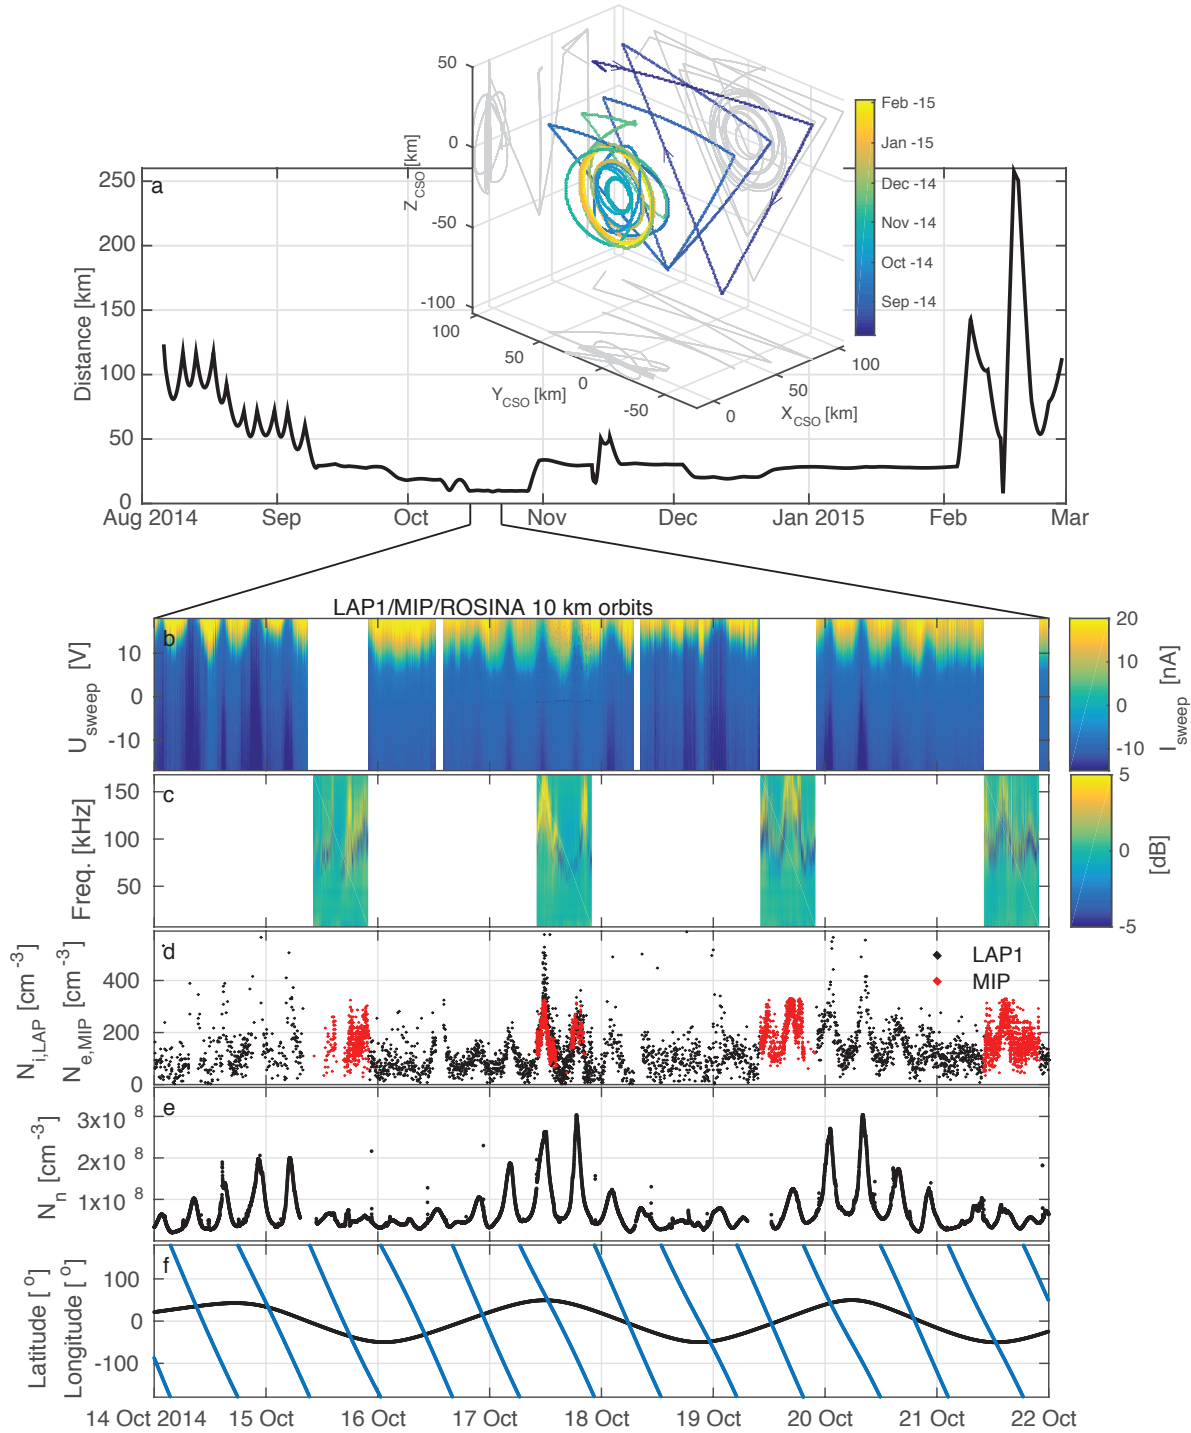 50
0
-50
-100
Z_CSO [km]
100
50
0
-50
Y_CSO [km]
0
50
100
X_CSO [km]
Feb -15
Jan -15
Dec -14
Nov -14
Oct -14
Sep -14
a
250
200
150
100
50
0
Distance [km]
Aug 2014 Sep Oct Nov Dec Jan 2015 Feb Mar
LAP1/MIP/ROSINA 10 km orbits
b
10
0
-10
U_sweep [V]
20
10
0
-10
I_sweep [nA]
c
150
100
50
Freq. [kHz]
5
5
0
-5
[dB]
d
LAP1
MIP
400
200
0
N_i,LAP [cm^-3]
N_e,MIP [cm^-3]
e
3x10^8
2x10^8
1x10^8
N_n [cm^-3]
f
100
0
-100
Latitude [°]
Longitude [°]
14 Oct 2014 15 Oct 16 Oct 17 Oct 18 Oct 19 Oct 20 Oct 21 Oct 22 Oct